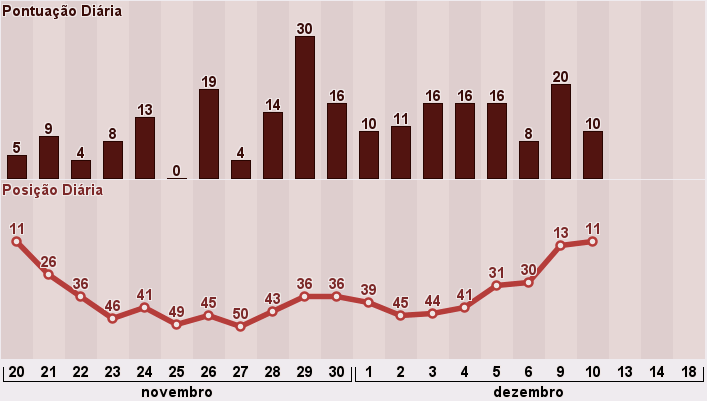 Pontuação Diária
5 9 4 8 13 0 19 4 14 30 16 10 11 16 16 16 8 20 10
Posição Diária
11 26 36 46 41 49 45 50 43 36 36 39 45 44 41 31 30 13 11
20 21 22 23 24 25 26 27 28 29 30 1 2 3 4 5 6 9 10 13 14 18
novembro dezembro